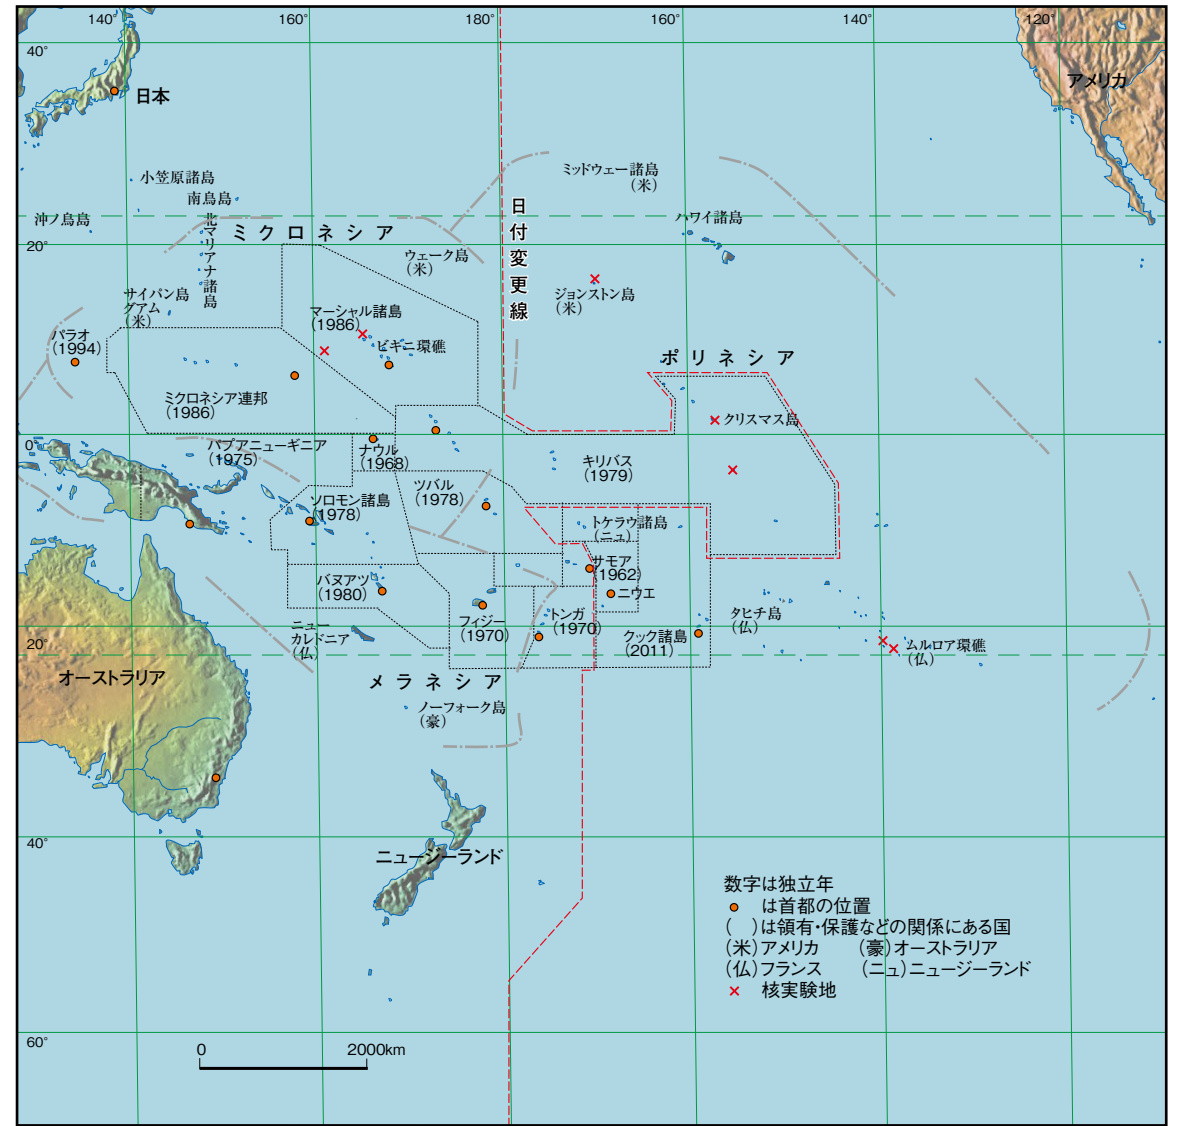 140°
160°
180°
160°
140°
120°
40°
アメリカ
日本
ミッドウェー諸島
(米)
小笠原諸島
南鳥島
沖ノ鳥島
北マリアナ諸島
日付変更線
ハワイ諸島
ミクロネシア
20°
ウェーク島
(米)
サイパン島
グアム
(米)
ジョンストン島
(米)
マーシャル諸島
(1986)
パラオ
(1994)
ビキニ環礁
ポリネシア
ミクロネシア連邦
(1986)
クリスマス島
0°
パプアニューギニア
(1975)
ナウル
(1968)
キリバス
(1979)
ツバル
(1978)
ソロモン諸島
(1978)
トケラウ諸島
(ニュ)
サモア
(1962)
バヌアツ
(1980)
ニウエ
フィジー
(1970)
トンガ
(1970)
タヒチ島
(仏)
ニュー
カレドニア
(仏)
クック諸島
(2011)
20°
ムルロア環礁
(仏)
オーストラリア
メラネシア
ノーフォーク島
(豪)
40°
ニュージーランド
数字は独立年
は首都の位置
( )は領有・保護などの関係にある国
(米)アメリカ (豪)オーストラリア
(仏)フランス (ニュ)ニュージーランド
× 核実験地
60°
0 2000km